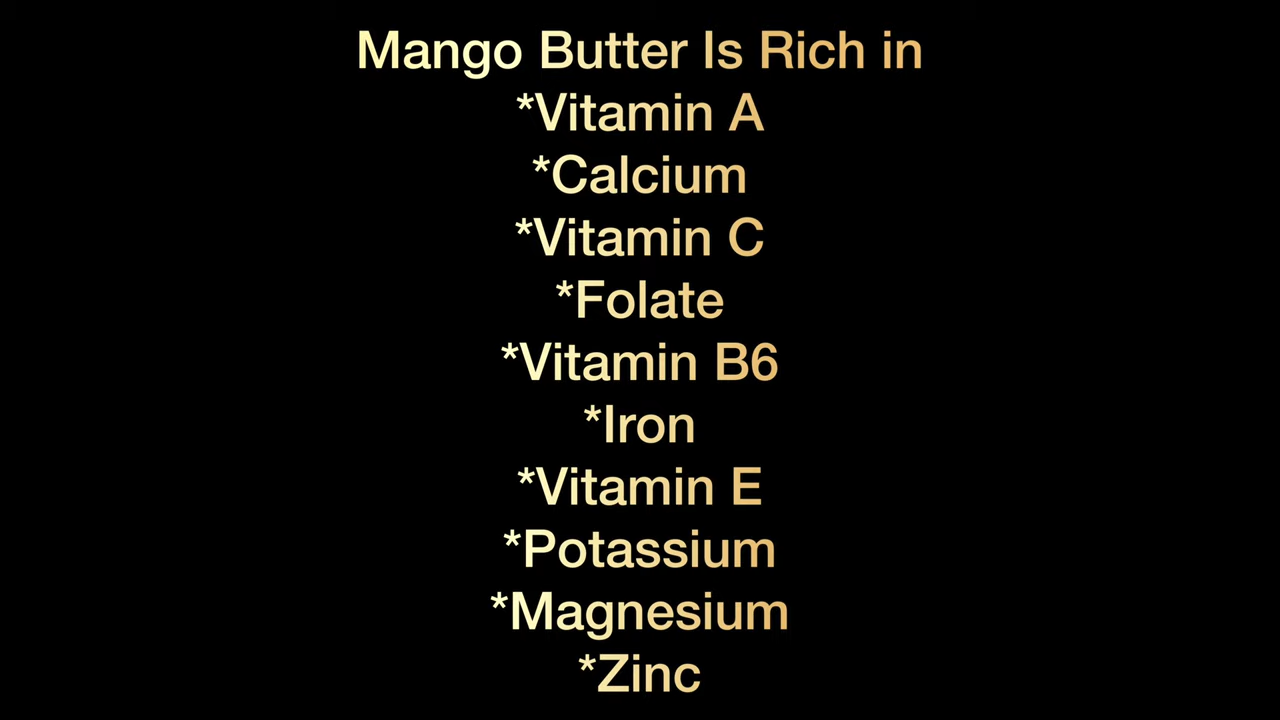 Mango Butter Is Rich in
*Vitamin A
*Calcium
*Vitamin C
*Folate
*Vitamin B6
*Iron
*Vitamin E
*Potassium
*Magnesium
*Zinc